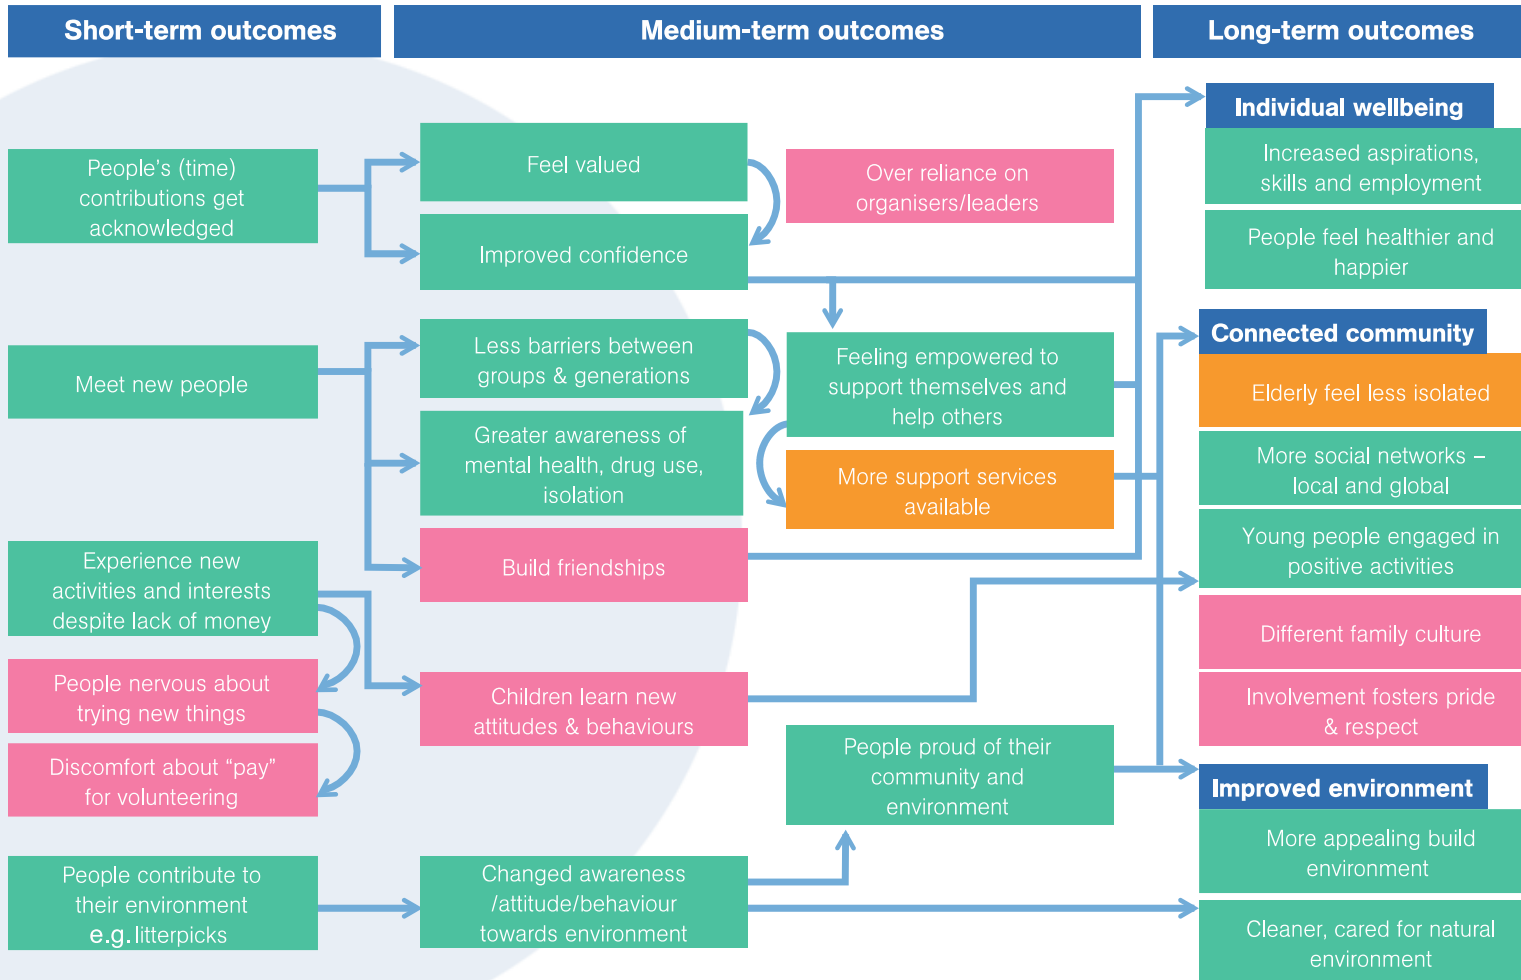 Short-term outcomes
Medium-term outcomes
Long-term outcomes
People's (time)
contributions get
acknowledged
Meet new people
Experience new
activities and interests
despite lack of money
People nervous about
trying new things
Discomfort about “pay”
for volunteering
People contribute to
their environment
e.g. litterpicks
Feel valued
Improved confidence
Less barriers between
groups & generations
Greater awareness of
mental health, drug use,
isolation
Build friendships
Children learn new
attitudes & behaviours
Changed awareness
/attitude/behaviour
towards environment
Over reliance on
organisers/leaders
Feeling empowered to
support themselves and
help others
More support services
available
People proud of their
community and
environment
Individual wellbeing
Increased aspirations,
skills and employment
People feel healthier and
happier
Connected community
Elderly feel less isolated
More social networks –
local and global
Young people engaged in
positive activities
Different family culture
Involvement fosters pride
& respect
Improved environment
More appealing build
environment
Cleaner, cared for natural
environment